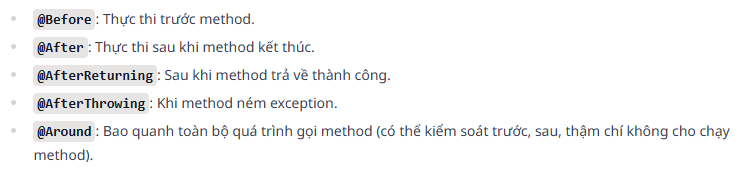 @Before: Thực thi trước method.
@After: Thực thi sau khi method kết thúc.
@AfterReturning: Sau khi method trả về thành công.
@AfterThrowing: Khi method ném exception.
@Around: Bao quanh toàn bộ quá trình gọi method (có thể kiểm soát trước, sau, thậm chí không cho chạy
method).